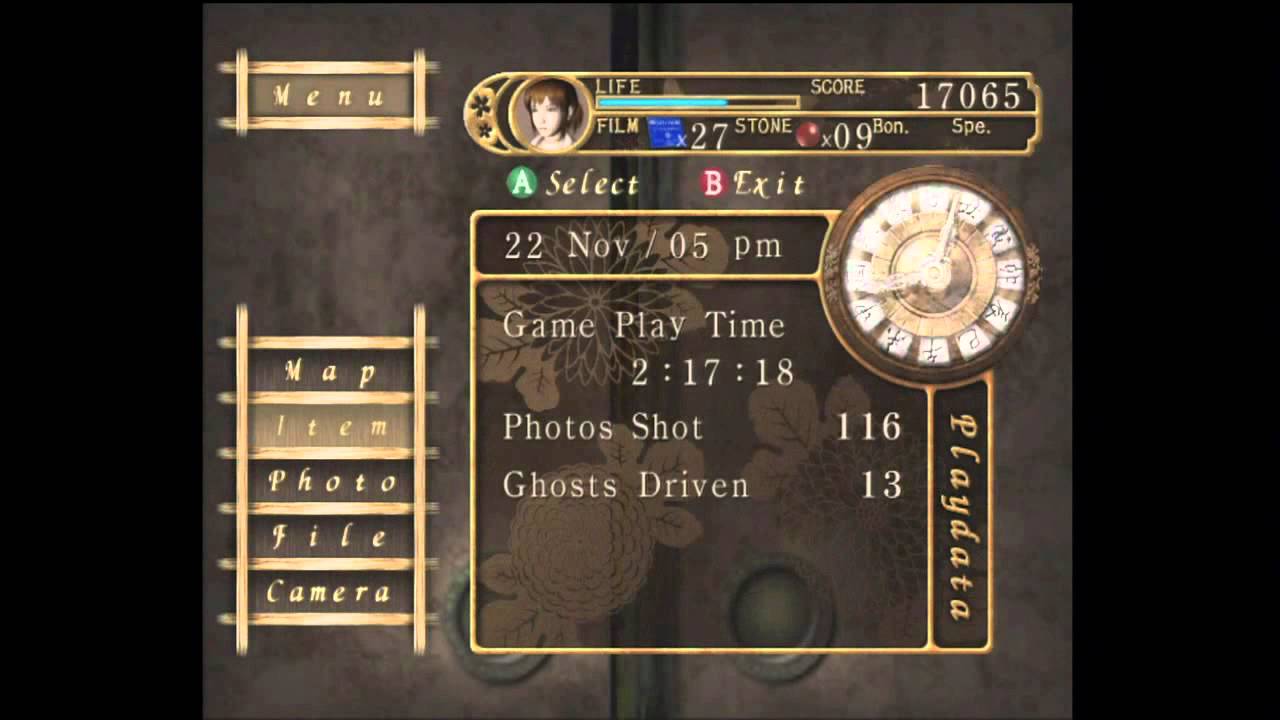 Menu
LIFE
SCORE 17065
FILM x27 STONE x09 Bon. Spe.
A Select B Exit
22 Nov / 05 pm
Game Play Time
2:17:18
Photos Shot 116
Ghosts Driven 13
Playdata
Map
Item
Photo
File
Camera